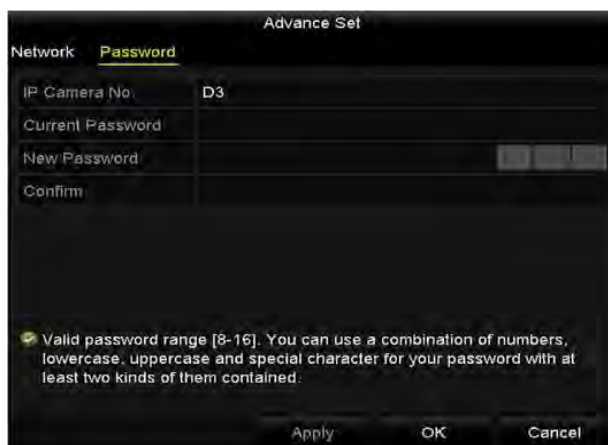 Advance Set
Network Password
IP Camera No. D3
Current Password
New Password
Confirm
Valid password range [8-16]. You can use a combination of numbers,
lowercase, uppercase and special character for your password with at
least two kinds of them contained.
Apply OK Cancel